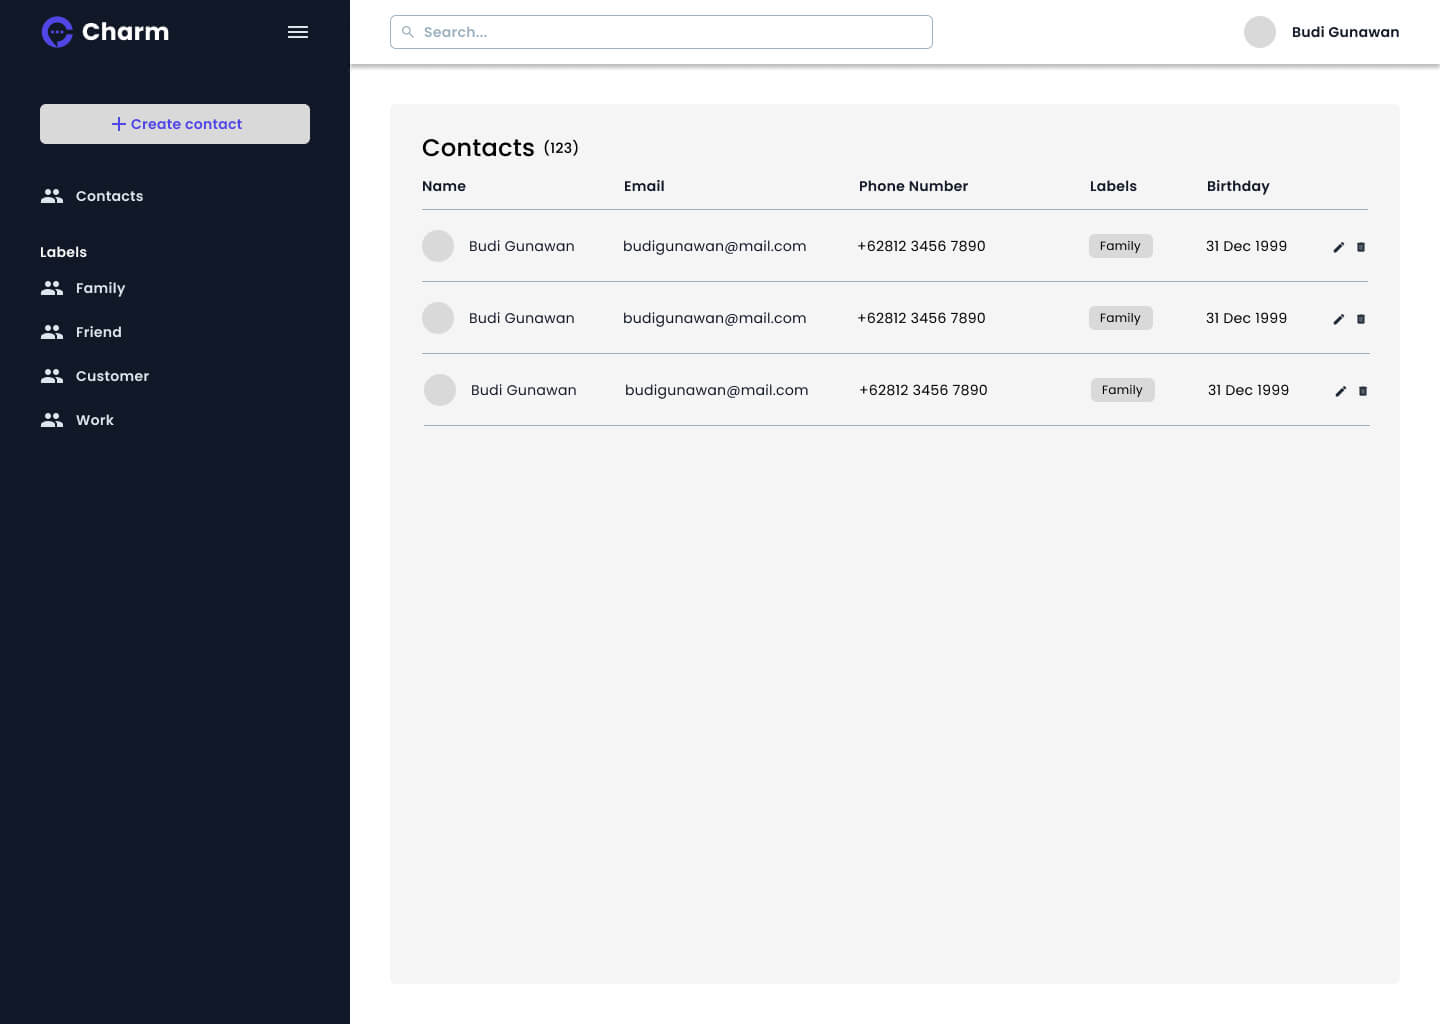 Charm
Search...
Budi Gunawan
Create contact
Contacts
Labels
Family
Friend
Customer
Work
Contacts (123)
Name Email Phone Number Labels Birthday
Budi Gunawan budigunawan@mail.com +62812 3456 7890 Family 31 Dec 1999
Budi Gunawan budigunawan@mail.com +62812 3456 7890 Family 31 Dec 1999
Budi Gunawan budigunawan@mail.com +62812 3456 7890 Family 31 Dec 1999